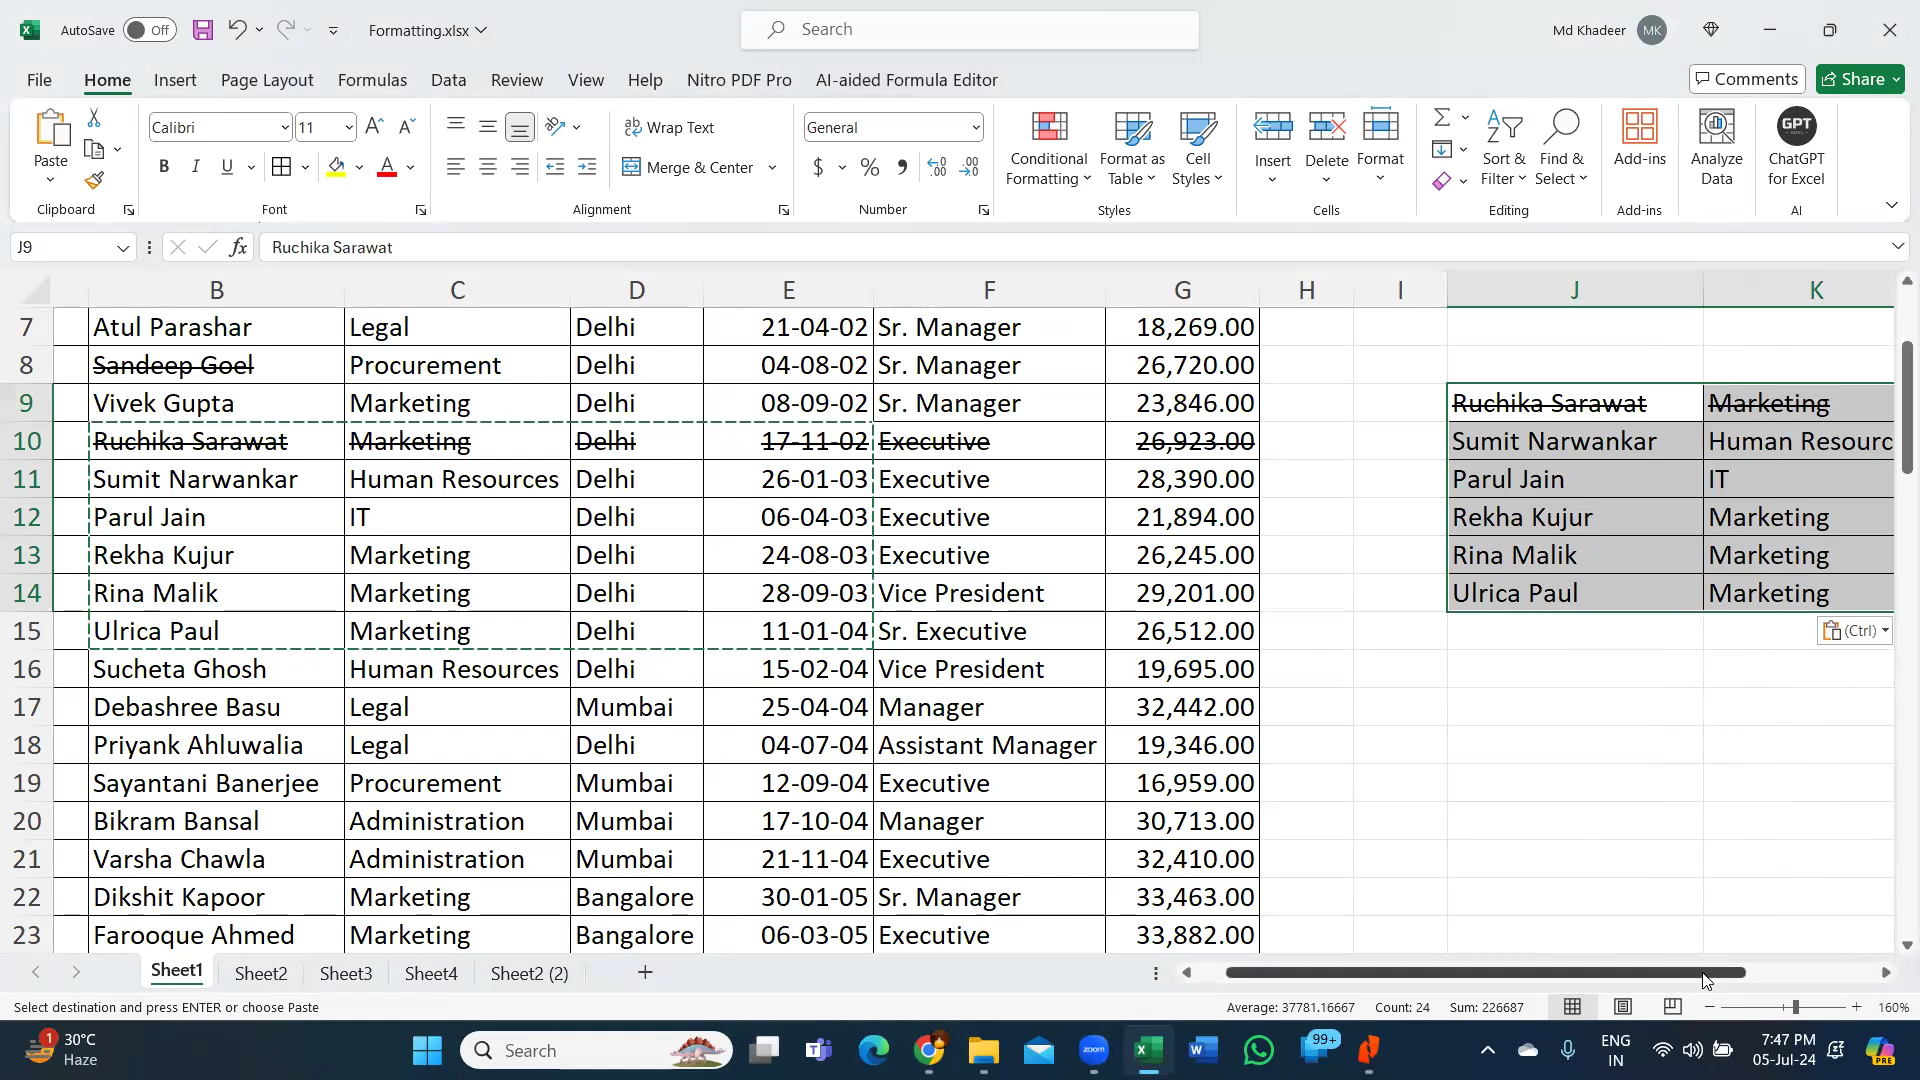 AutoSave Off Formatting.xlsx Search Md Khadeer MK
File Home Insert Page Layout Formulas Data Review View Help Nitro PDF Pro AI-aided Formula Editor Comments Share
Calibri 11 Wrap Text General
Paste B I U A Merge & Center $ % Conditional Formatting Format as Table Cell Styles Insert Delete Format Sort & Filter Find & Select Add-ins Analyze Data GPT ChatGPT for Excel
Clipboard Font Alignment Number Styles Cells Editing Add-ins AI
J9 fx Ruchika Sarawat
B C D E F G H I J K
7 Atul Parashar Legal Delhi 21-04-02 Sr. Manager 18,269.00
8 Sandeep Goel Procurement Delhi 04-08-02 Sr. Manager 26,720.00
9 Vivek Gupta Marketing Delhi 08-09-02 Sr. Manager 23,846.00 Ruchika Sarawat Marketing
10 Ruchika Sarawat Marketing Delhi 17-11-02 Executive 26,923.00 Sumit Narwankar Human Resourc
11 Sumit Narwankar Human Resources Delhi 26-01-03 Executive 28,390.00 Parul Jain IT
12 Parul Jain IT Delhi 06-04-03 Executive 21,894.00 Rekha Kujur Marketing
13 Rekha Kujur Marketing Delhi 24-08-03 Executive 26,245.00 Rina Malik Marketing
14 Rina Malik Marketing Delhi 28-09-03 Vice President 29,201.00 Ulrica Paul Marketing
15 Ulrica Paul Marketing Delhi 11-01-04 Sr. Executive 26,512.00 (Ctrl)
16 Sucheta Ghosh Human Resources Delhi 15-02-04 Vice President 19,695.00
17 Debashree Basu Legal Mumbai 25-04-04 Manager 32,442.00
18 Priyank Ahluwalia Legal Delhi 04-07-04 Assistant Manager 19,346.00
19 Sayantani Banerjee Procurement Mumbai 12-09-04 Executive 16,959.00
20 Bikram Bansal Administration Mumbai 17-10-04 Manager 30,713.00
21 Varsha Chawla Administration Mumbai 21-11-04 Executive 32,410.00
22 Dikshit Kapoor Marketing Bangalore 30-01-05 Sr. Manager 33,463.00
23 Farooque Ahmed Marketing Bangalore 06-03-05 Executive 33,882.00
Sheet1 Sheet2 Sheet3 Sheet4 Sheet2 (2)
Select destination and press ENTER or choose Paste Average: 37781.16667 Count: 24 Sum: 226687 160%
1 30°C Search 99+ ENG 7:47 PM
Haze IN 05-Jul-24